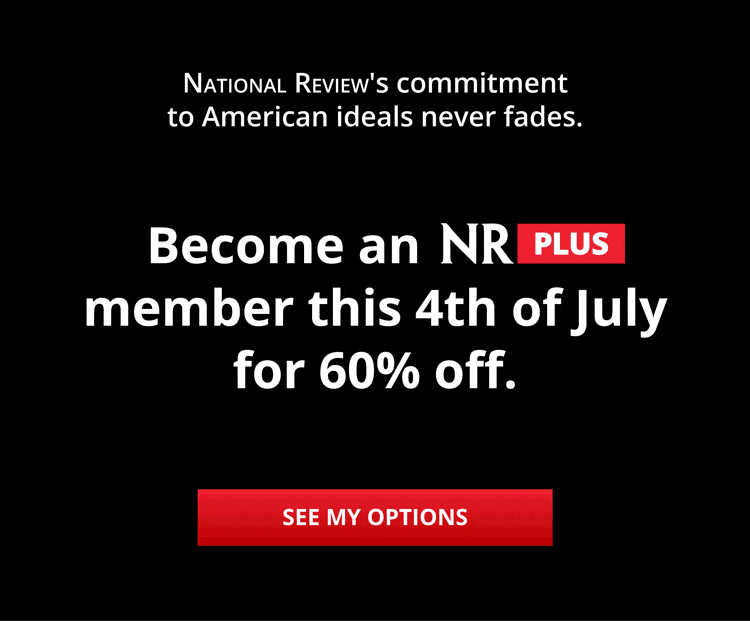 National Review's commitment
to American ideals never fades.
Become an NR PLUS
member this 4th of July
for 60% off.
SEE MY OPTIONS